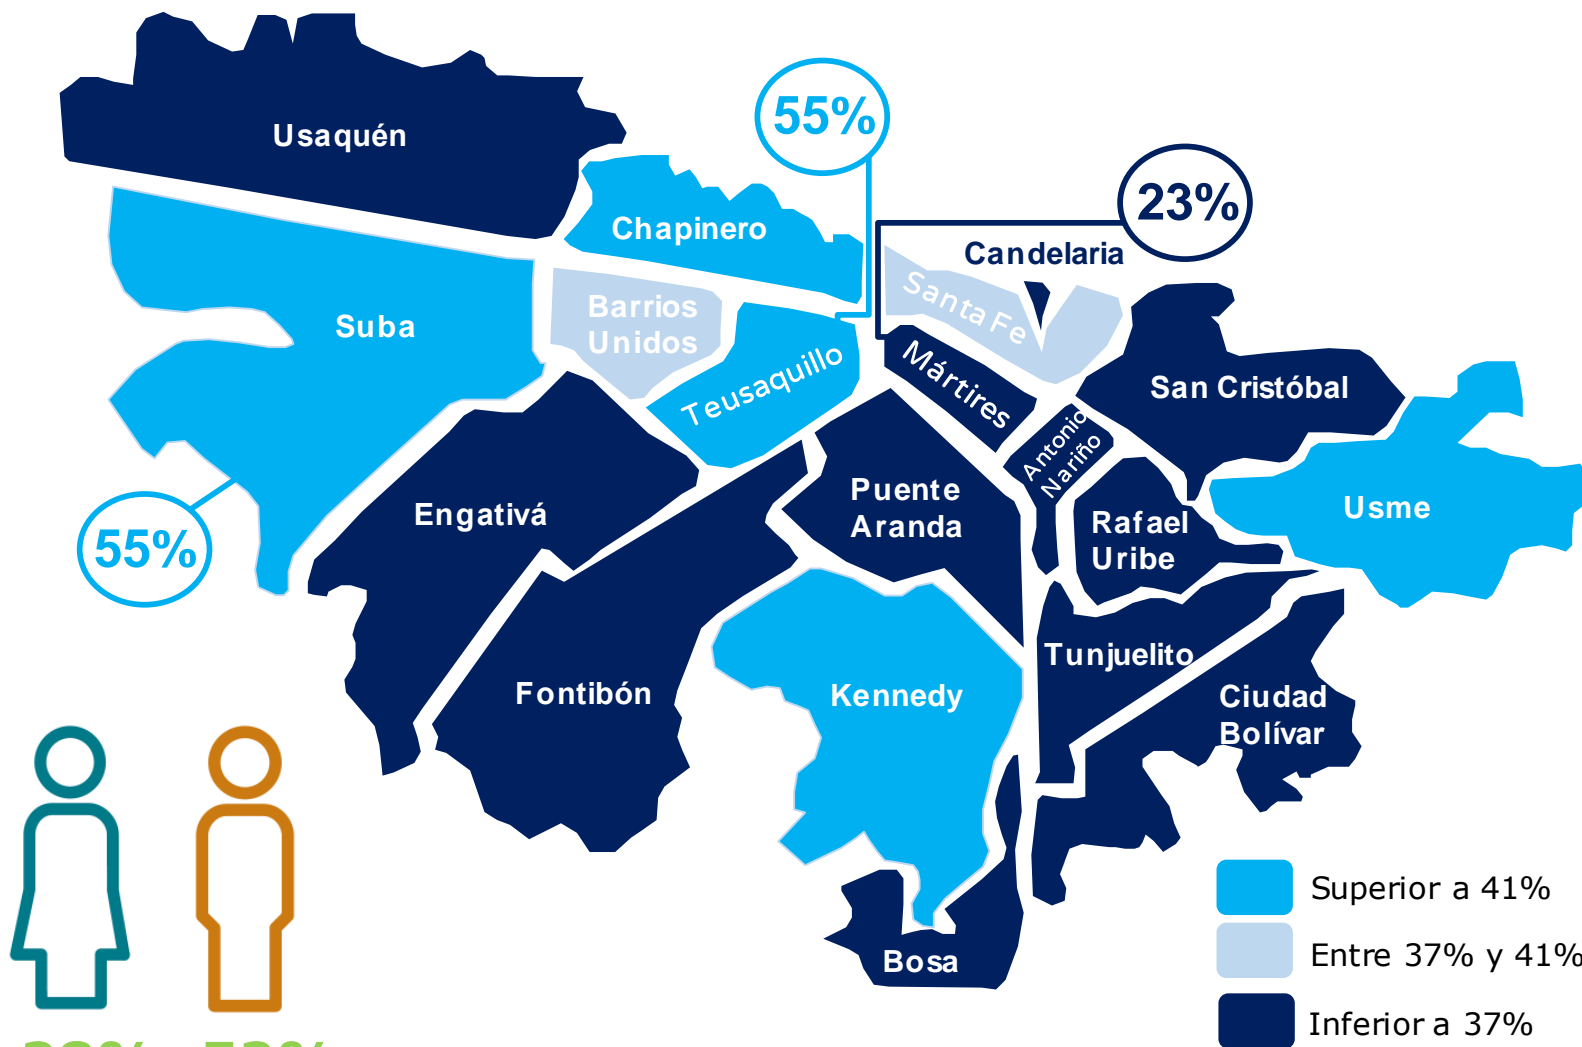 Usaquén
55%
Chapinero
23%
Candelaria
Santa Fe
Suba
Barrios
Unidos
Teusaquillo
Mártires
San Cristóbal
Antonio
Nariño
Engativá
Puente
Aranda
Rafael
Uribe
Usme
55%
Fontibón
Kennedy
Tunjuelito
Ciudad
Bolívar
Bosa
Superior a 41%
Entre 37% y 41%
Inferior a 37%